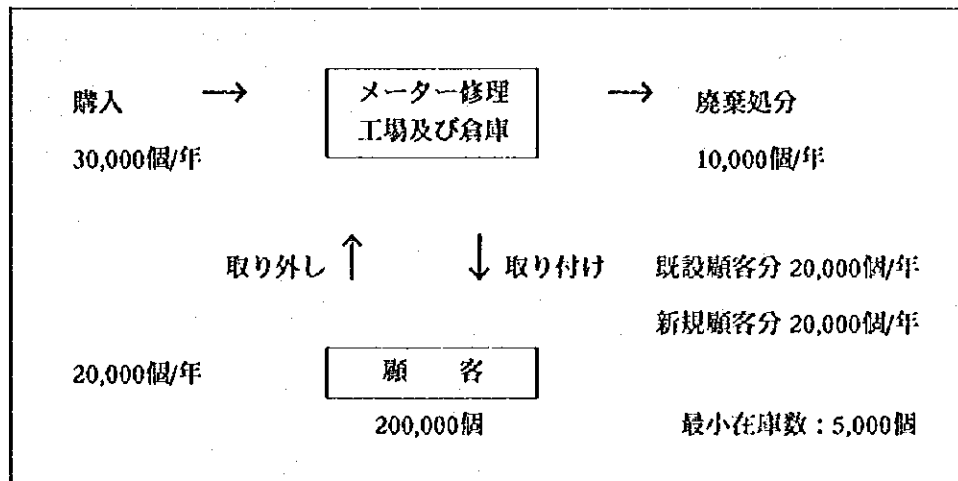 購入 → メーター修理 → 廃棄処分
工場及び倉庫
30,000個/年 10,000個/年
取り外し ↑ ↓ 取り付け 既設顧客分 20,000個/年
新規顧客分 20,000個/年
20,000個/年 顧 客
200,000個 最小在庫数:5,000個